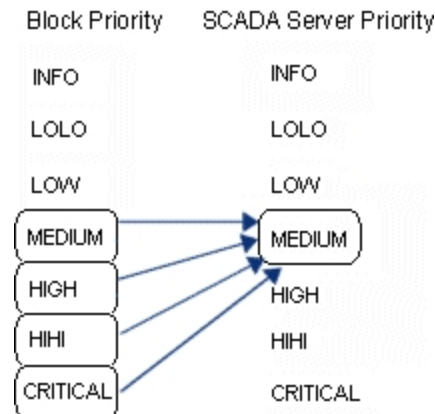 Block Priority SCADA Server Priority
INFO INFO
LOLO LOLO
LOW LOW
MEDIUM MEDIUM
HIGH HIGH
HIHI HIHI
CRITICAL CRITICAL